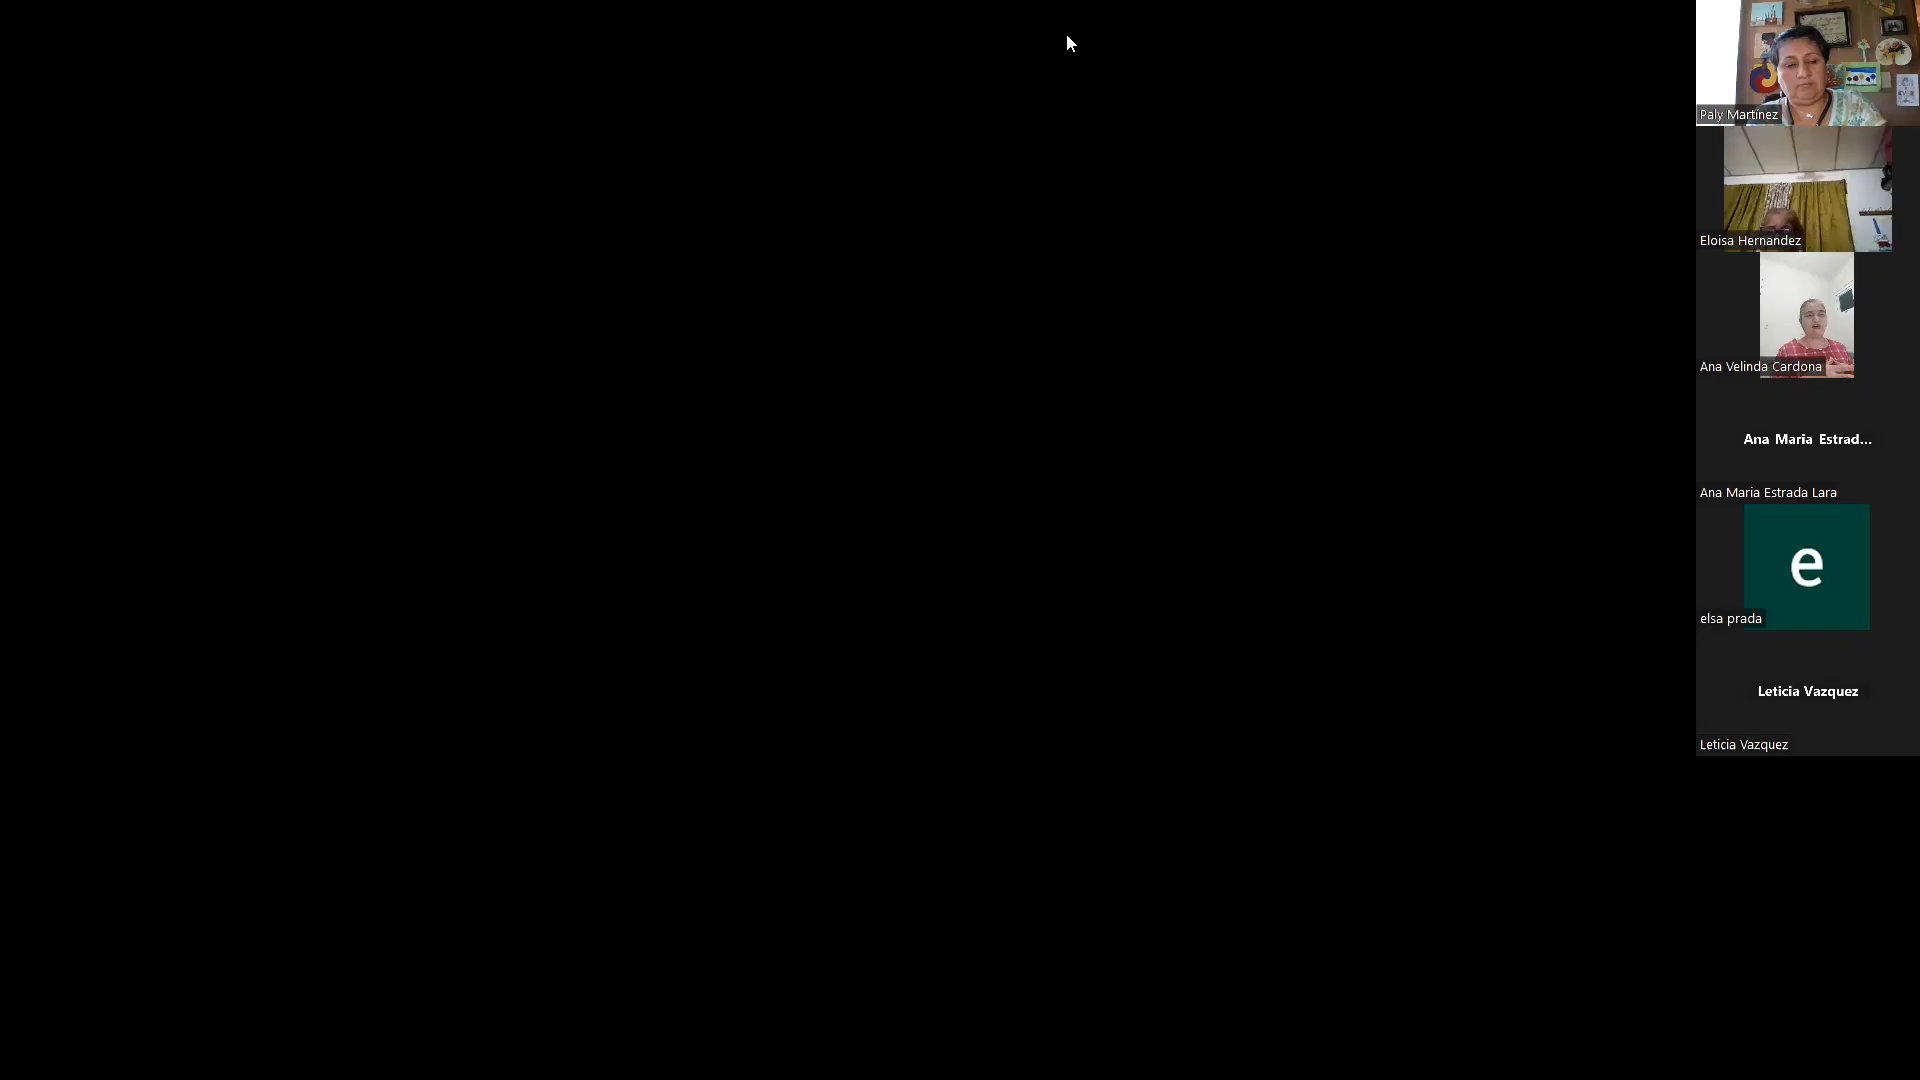 Paly Martínez
Eloisa Hernandez
Ana Velinda Cardona
Ana Maria Estrad...
Ana Maria Estrada Lara
e
elsa prada
Leticia Vazquez
Leticia Vazquez